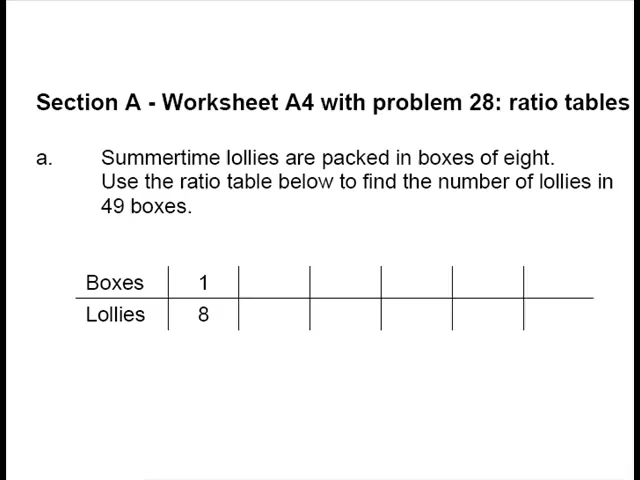 Section A - Worksheet A4 with problem 28: ratio tables
a. Summertime lollies are packed in boxes of eight.
Use the ratio table below to find the number of lollies in
49 boxes.
Boxes 1
Lollies 8